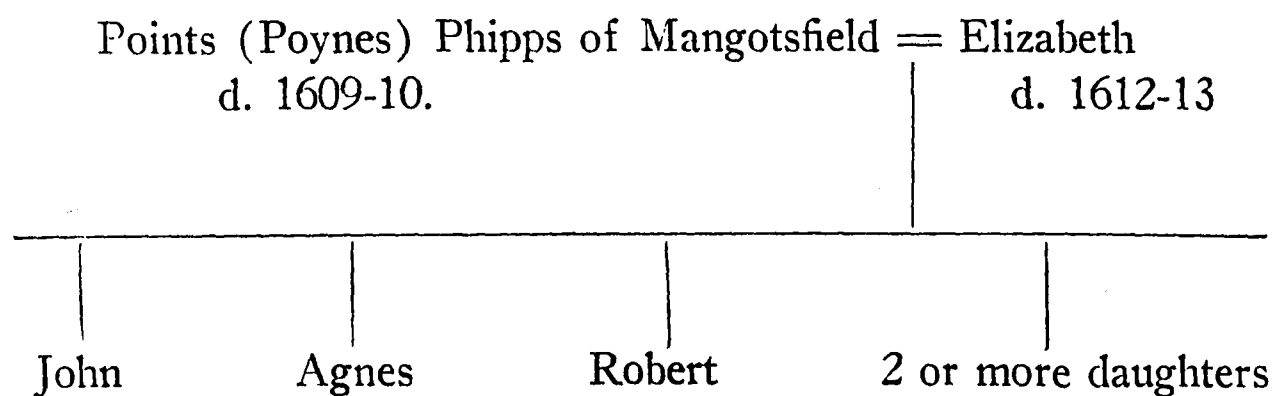 Points (Poynes) Phipps of Mangotsfield = Elizabeth
d. 1609-10. d. 1612-13
John Agnes Robert 2 or more daughters